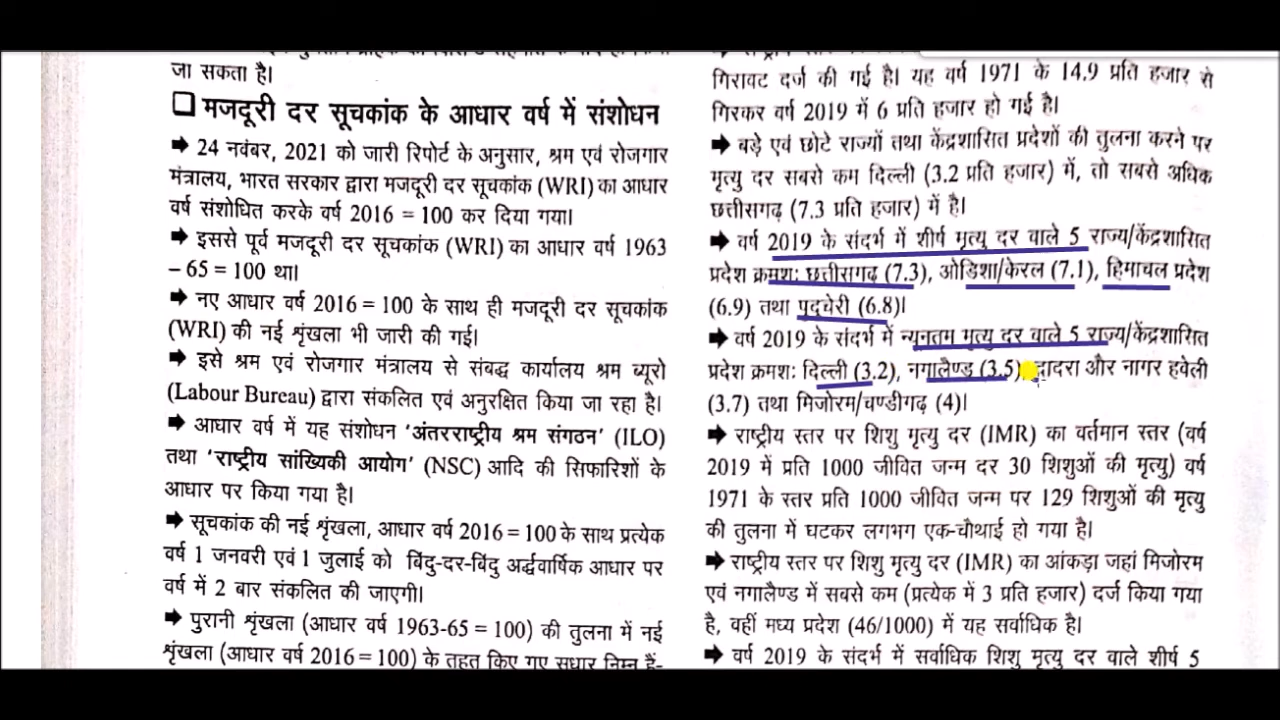 जा सकता है।
❑ मजदूरी दर सूचकांक के आधार वर्ष में संशोधन
➡ 24 नवंबर, 2021 को जारी रिपोर्ट के अनुसार, श्रम एवं रोजगार
मंत्रालय, भारत सरकार द्वारा मजदूरी दर सूचकांक (WRI) का आधार
वर्ष संशोधित करके वर्ष 2016 = 100 कर दिया गया।
➡ इससे पूर्व मजदूरी दर सूचकांक (WRI) का आधार वर्ष 1963
– 65 = 100 था।
➡ नए आधार वर्ष 2016 = 100 के साथ ही मजदूरी दर सूचकांक
(WRI) की नई शृंखला भी जारी की गई।
➡ इसे श्रम एवं रोजगार मंत्रालय से संबद्ध कार्यालय श्रम ब्यूरो
(Labour Bureau) द्वारा संकलित एवं अनुरक्षित किया जा रहा है।
➡ आधार वर्ष में यह संशोधन 'अंतरराष्ट्रीय श्रम संगठन' (ILO)
तथा 'राष्ट्रीय सांख्यिकी आयोग' (NSC) आदि की सिफारिशों के
आधार पर किया गया है।
➡ सूचकांक की नई शृंखला, आधार वर्ष 2016 = 100 के साथ प्रत्येक
वर्ष 1 जनवरी एवं 1 जुलाई को बिंदु-दर-बिंदु अर्द्धवार्षिक आधार पर
वर्ष में 2 बार संकलित की जाएगी।
➡ पुरानी शृंखला (आधार वर्ष 1963-65 = 100) की तुलना में नई
शृंखला (आधार वर्ष 2016 = 100) के तहत किए गए सुधार निम्न हैं-
गिरावट दर्ज की गई है। यह वर्ष 1971 के 14.9 प्रति हजार से
गिरकर वर्ष 2019 में 6 प्रति हजार हो गई है।
➡ बड़े एवं छोटे राज्यों तथा केंद्रशासित प्रदेशों की तुलना करने पर
मृत्यु दर सबसे कम दिल्ली (3.2 प्रति हजार) में, तो सबसे अधिक
छत्तीसगढ़ (7.3 प्रति हजार) में है।
➡ वर्ष 2019 के संदर्भ में शीर्ष मृत्यु दर वाले 5 राज्य/केंद्रशासित
प्रदेश क्रमशः छत्तीसगढ़ (7.3), ओडिशा/केरल (7.1), हिमाचल प्रदेश
(6.9) तथा पुदुचेरी (6.8)।
➡ वर्ष 2019 के संदर्भ में न्यूनतम मृत्यु दर वाले 5 राज्य/केंद्रशासित
प्रदेश क्रमशः दिल्ली (3.2), नगालैण्ड (3.5), दादरा और नागर हवेली
(3.7) तथा मिजोरम/चण्डीगढ़ (4)।
➡ राष्ट्रीय स्तर पर शिशु मृत्यु दर (IMR) का वर्तमान स्तर (वर्ष
2019 में प्रति 1000 जीवित जन्म दर 30 शिशुओं की मृत्यु) वर्ष
1971 के स्तर प्रति 1000 जीवित जन्म पर 129 शिशुओं की मृत्यु
की तुलना में घटकर लगभग एक-चौथाई हो गया है।
➡ राष्ट्रीय स्तर पर शिशु मृत्यु दर (IMR) का आंकड़ा जहां मिजोरम
एवं नगालैण्ड में सबसे कम (प्रत्येक में 3 प्रति हजार) दर्ज किया गया
है, वहीं मध्य प्रदेश (46/1000) में यह सर्वाधिक है।
➡ वर्ष 2019 के संदर्भ में सर्वाधिक शिशु मृत्यु दर वाले शीर्ष 5